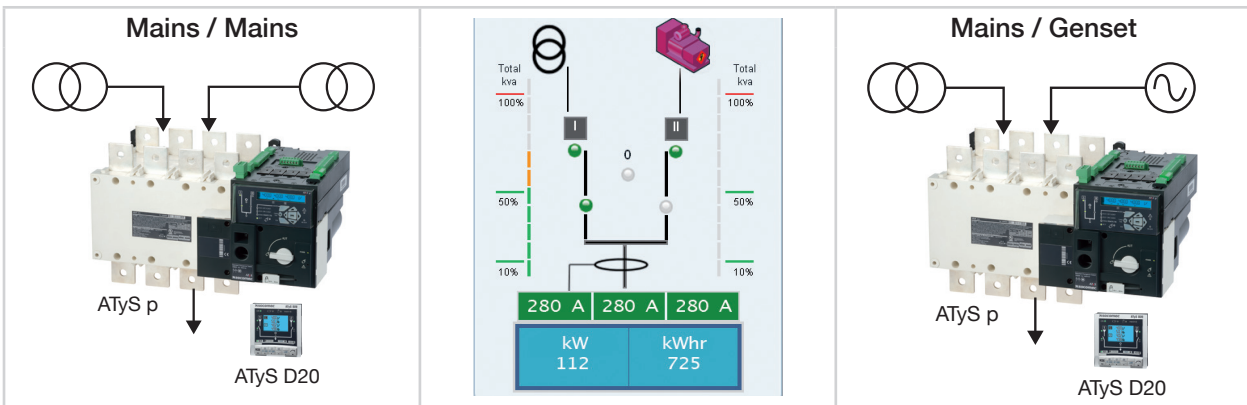 Mains / Mains
ATyS p
ATyS D20
Total
kva
100%
50%
10%
I
II
0
Total
kva
100%
50%
10%
280 A 280 A 280 A
kW
112
kWhr
725
Mains / Genset
ATyS p
ATyS D20